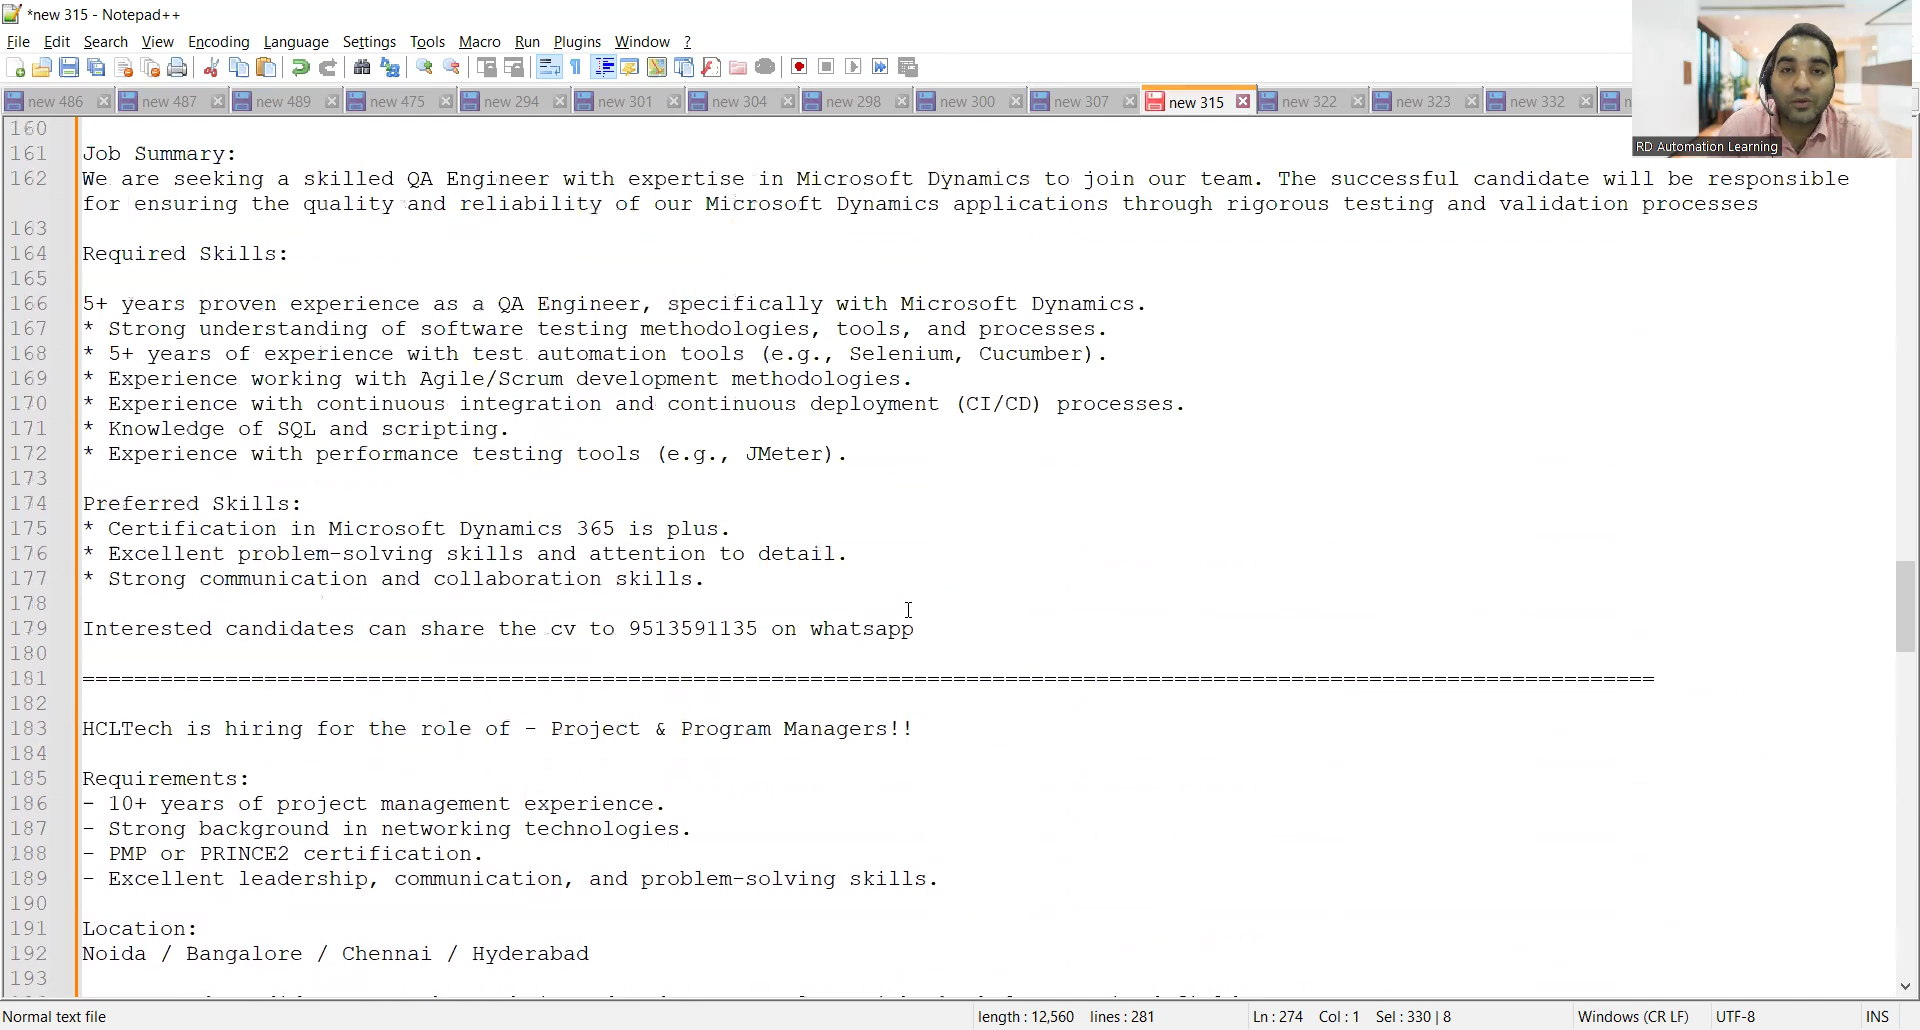 *new 315 - Notepad++
File Edit Search View Encoding Language Settings Tools Macro Run Plugins Window ?
new 486 new 487 new 489 new 475 new 294 new 301 new 304 new 298 new 300 new 307 new 315 new 322 new 323 new 332
RD Automation Learning
160
161 Job Summary:
162 We are seeking a skilled QA Engineer with expertise in Microsoft Dynamics to join our team. The successful candidate will be responsible
for ensuring the quality and reliability of our Microsoft Dynamics applications through rigorous testing and validation processes
163
164 Required Skills:
165
166 5+ years proven experience as a QA Engineer, specifically with Microsoft Dynamics.
167 * Strong understanding of software testing methodologies, tools, and processes.
168 * 5+ years of experience with test automation tools (e.g., Selenium, Cucumber).
169 * Experience working with Agile/Scrum development methodologies.
170 * Experience with continuous integration and continuous deployment (CI/CD) processes.
171 * Knowledge of SQL and scripting.
172 * Experience with performance testing tools (e.g., JMeter).
173
174 Preferred Skills:
175 * Certification in Microsoft Dynamics 365 is plus.
176 * Excellent problem-solving skills and attention to detail.
177 * Strong communication and collaboration skills.
178
179 Interested candidates can share the cv to 9513591135 on whatsapp
180
181 =========================================================================================================================
182
183 HCLTech is hiring for the role of - Project & Program Managers!!
184
185 Requirements:
186 - 10+ years of project management experience.
187 - Strong background in networking technologies.
188 - PMP or PRINCE2 certification.
189 - Excellent leadership, communication, and problem-solving skills.
190
191 Location:
192 Noida / Bangalore / Chennai / Hyderabad
193
Normal text file length : 12,560 lines : 281 Ln : 274 Col : 1 Sel : 330 | 8 Windows (CR LF) UTF-8 INS